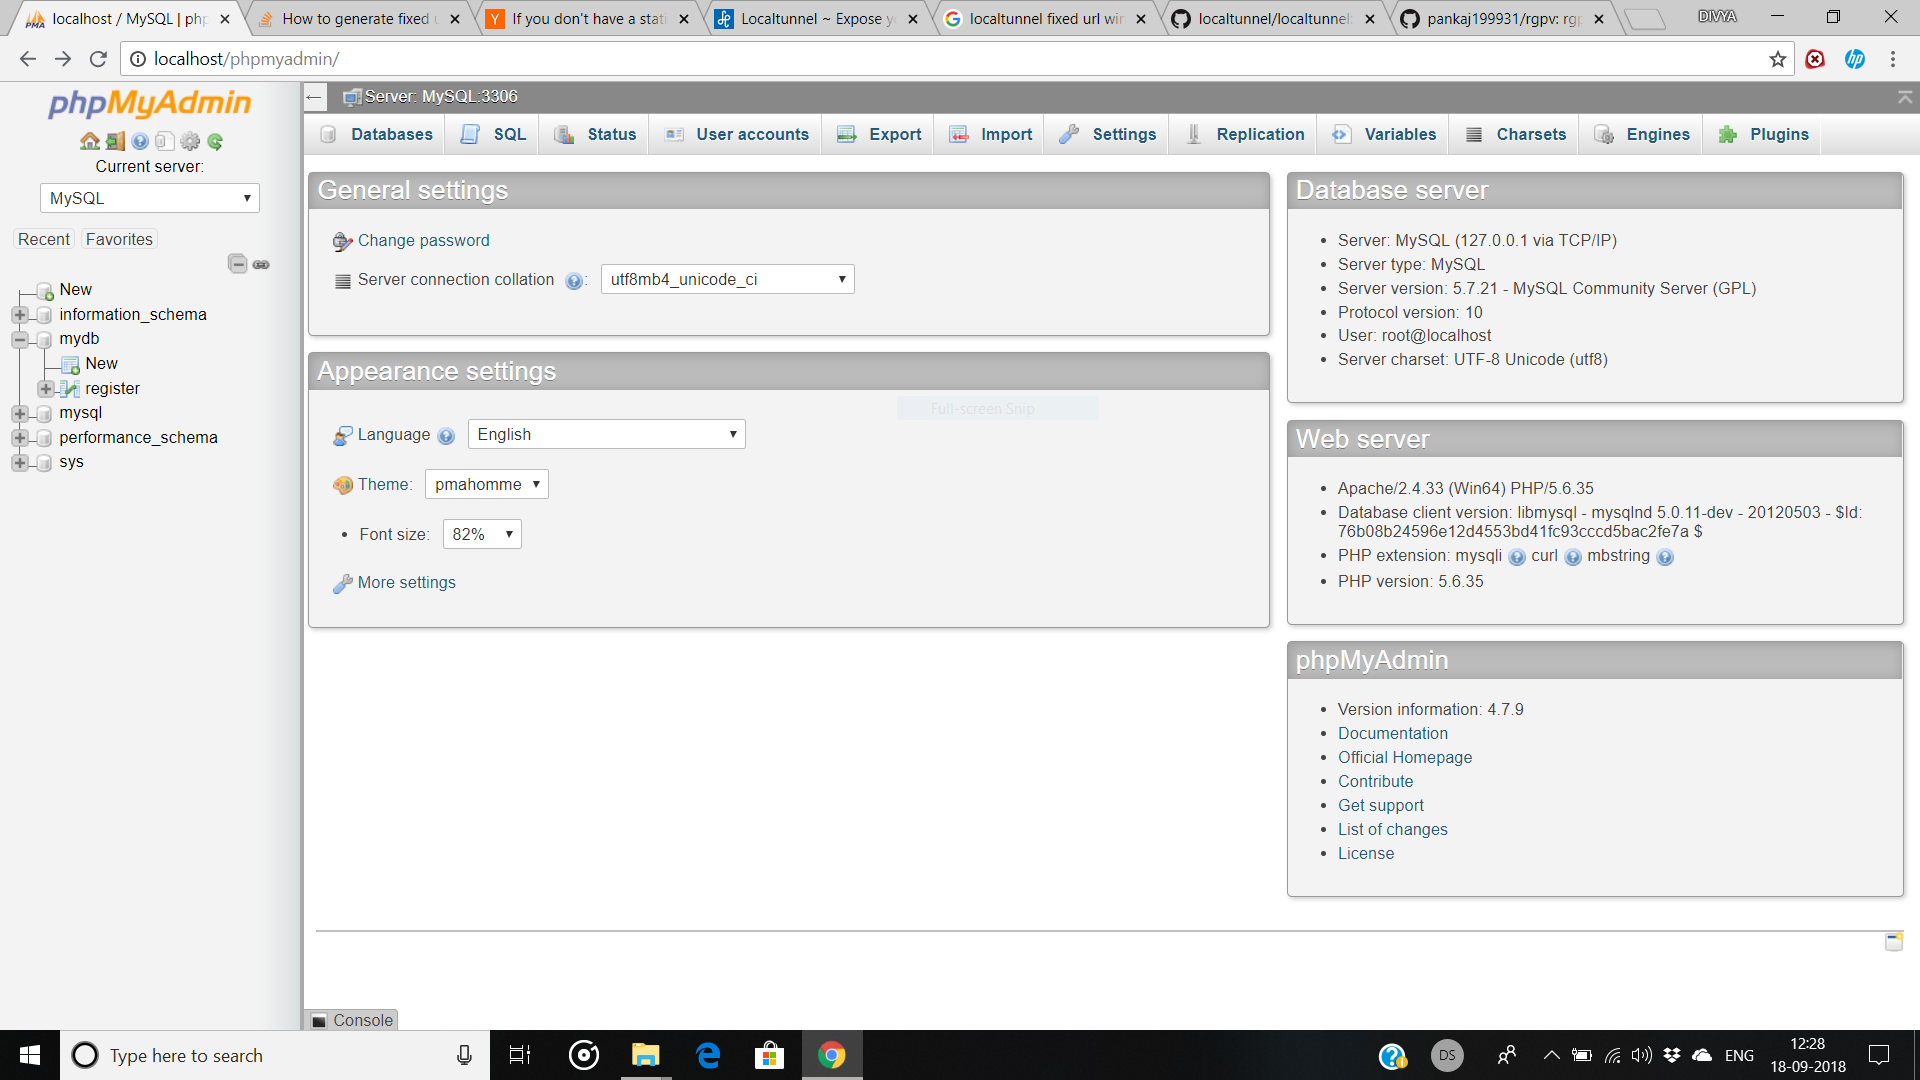 localhost / MySQL | php
How to generate fixed u
If you don't have a stati
Localtunnel ~ Expose yo
localtunnel fixed url win
localtunnel/localtunnel:
pankaj199931/rgpv: rgp
DIVYA
localhost/phpmyadmin/
hp
phpMyAdmin
Current server:
MySQL
Recent Favorites
New
information_schema
mydb
New
register
mysql
performance_schema
sys
Server: MySQL:3306
Databases SQL Status User accounts Export Import Settings Replication Variables Charsets Engines Plugins
General settings
Change password
Server connection collation : utf8mb4_unicode_ci
Appearance settings
Full-screen Snip
Language English
Theme: pmahomme
• Font size: 82%
More settings
Database server
• Server: MySQL (127.0.0.1 via TCP/IP)
• Server type: MySQL
• Server version: 5.7.21 - MySQL Community Server (GPL)
• Protocol version: 10
• User: root@localhost
• Server charset: UTF-8 Unicode (utf8)
Web server
• Apache/2.4.33 (Win64) PHP/5.6.35
• Database client version: libmysql - mysqlnd 5.0.11-dev - 20120503 - $Id:
76b08b24596e12d4553bd41fc93cccd5bac2fe7a $
• PHP extension: mysqli curl mbstring
• PHP version: 5.6.35
phpMyAdmin
• Version information: 4.7.9
• Documentation
• Official Homepage
• Contribute
• Get support
• List of changes
• License
Console
Type here to search
DS
ENG
12:28
18-09-2018